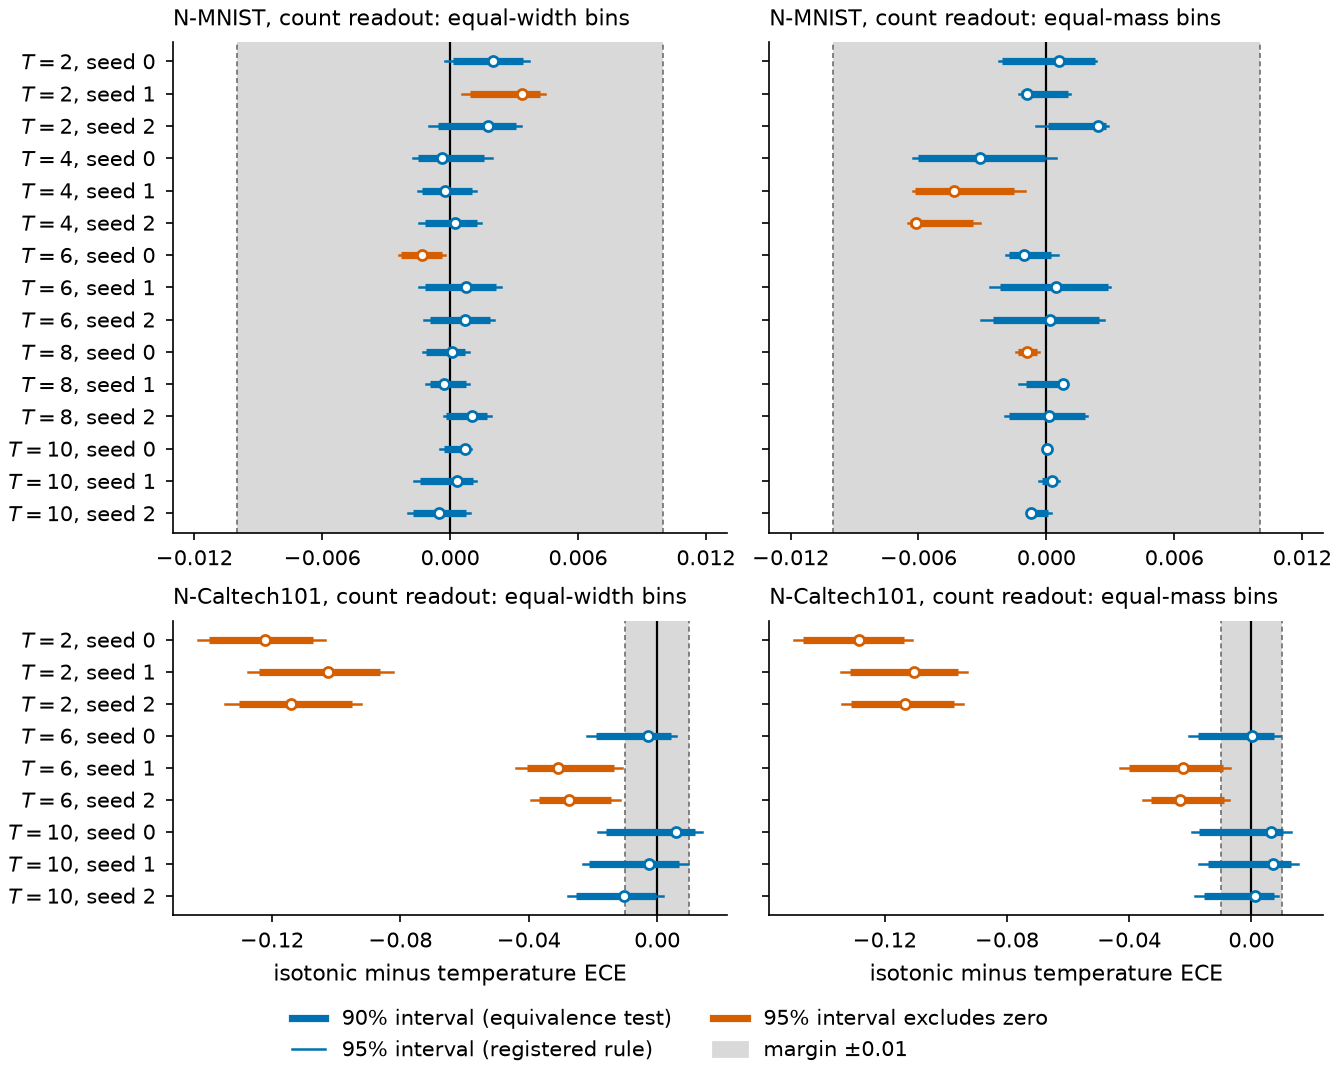 N-MNIST, count readout: equal-width bins
N-MNIST, count readout: equal-mass bins
T = 2, seed 0
T = 2, seed 1
T = 2, seed 2
T = 4, seed 0
T = 4, seed 1
T = 4, seed 2
T = 6, seed 0
T = 6, seed 1
T = 6, seed 2
T = 8, seed 0
T = 8, seed 1
T = 8, seed 2
T = 10, seed 0
T = 10, seed 1
T = 10, seed 2
−0.012 −0.006 0.000 0.006 0.012
−0.012 −0.006 0.000 0.006 0.012
N-Caltech101, count readout: equal-width bins
N-Caltech101, count readout: equal-mass bins
T = 2, seed 0
T = 2, seed 1
T = 2, seed 2
T = 6, seed 0
T = 6, seed 1
T = 6, seed 2
T = 10, seed 0
T = 10, seed 1
T = 10, seed 2
−0.12 −0.08 −0.04 0.00
−0.12 −0.08 −0.04 0.00
isotonic minus temperature ECE
isotonic minus temperature ECE
90% interval (equivalence test)
95% interval (registered rule)
95% interval excludes zero
margin ±0.01